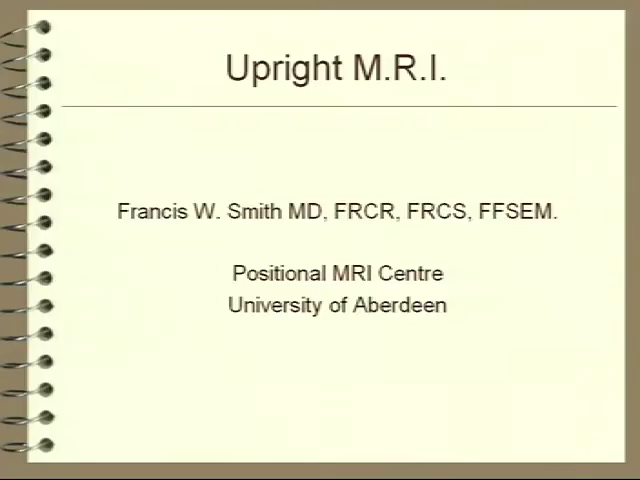 Upright M.R.I.
Francis W. Smith MD, FRCR, FRCS, FFSEM.
Positional MRI Centre
University of Aberdeen